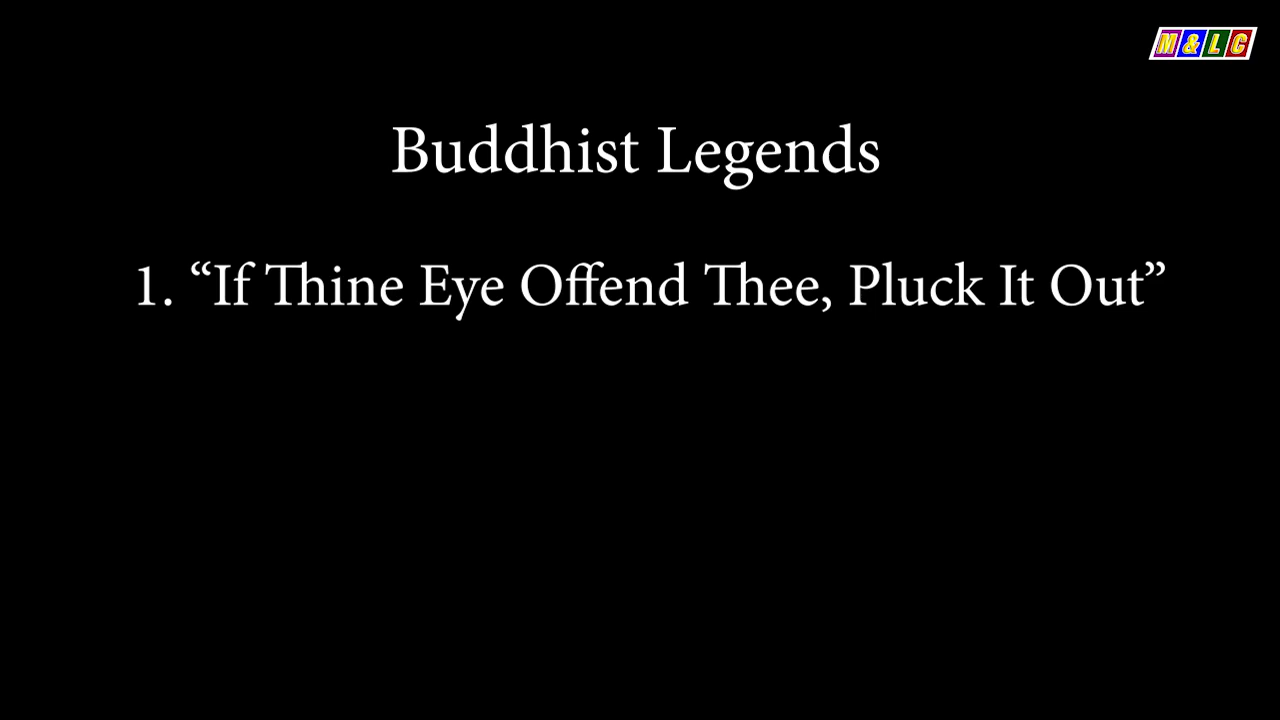 M&LC
Buddhist Legends
1. “If Thine Eye Offend Thee, Pluck It Out”